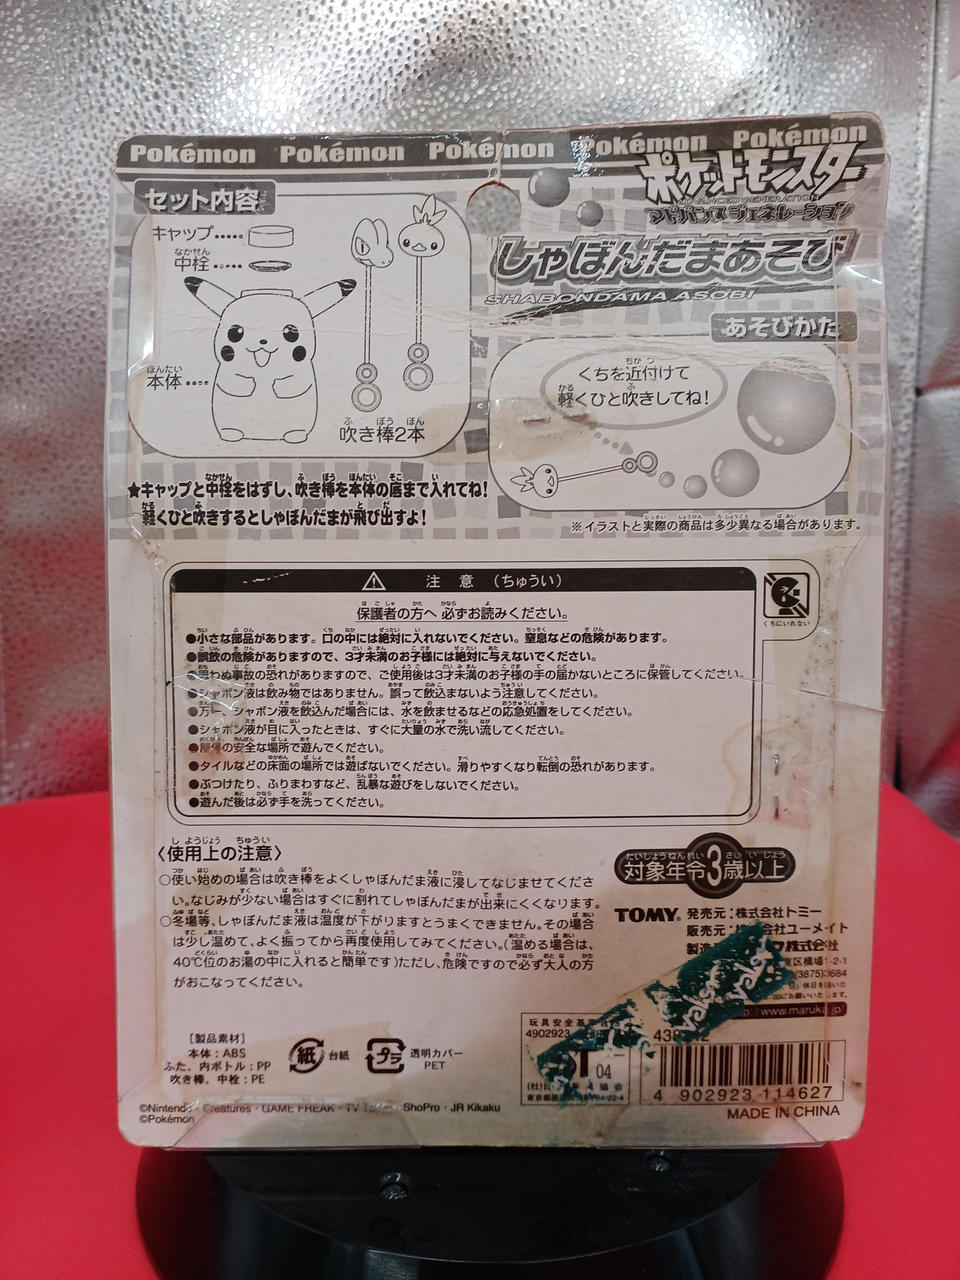 Pokémon Pokémon Pokémon Pokémon Pokémon
ポケットモンスター
ADVANCED GENERATION
アドバンスジェネレーション
しゃぼんだまあそび
SHABONDAMA ASOBI
セット内容
キャップ
中栓
本体
吹き棒2本
★キャップと中栓をはずし、吹き棒を本体の底まで入れてね!
軽くひと吹きするとしゃぼんだまが飛び出すよ!
あそびかた
くちを近付けて
軽くひと吹きしてね!
※イラストと実際の商品は多少異なる場合があります。
⚠ 注意(ちゅうい)
保護者の方へ 必ずお読みください。
●小さな部品があります。口の中には絶対に入れないでください。窒息などの危険があります。
●誤飲の危険がありますので、3才未満のお子様には絶対に与えないでください。
●思わぬ事故の恐れがありますので、ご使用後は3才未満のお子様の手の届かないところに保管してください。
●シャボン液は飲み物ではありません。誤って飲込まないよう注意してください。
●万一、シャボン液を飲込んだ場合には、水を飲ませるなどの応急処置をしてください。
●シャボン液が目に入ったときは、すぐに大量の水で洗い流してください。
●屋外の安全な場所で遊んでください。
●タイルなどの床面の場所では遊ばないでください。滑りやすくなり転倒の恐れがあります。
●ぶつけたり、ふりまわすなど、乱暴な遊びをしないでください。
●遊んだ後は必ず手を洗ってください。
くちにいれない
〈使用上の注意〉
○使い始めの場合は吹き棒をよくしゃぼんだま液に浸してなじませてくださ
い。なじみが少ない場合はすぐに割れてしゃぼんだまが出来にくくなります。
○冬場等、しゃぼんだま液は温度が下がりますとうまくできません。その場合
は少し温めて、よく振ってから再度使用してみてください。(温める場合は、
40℃位のお湯の中に入れると簡単です)ただし、危険ですので必ず大人の方
がおこなってください。
対象年令3歳以上
TOMY. 発売元:株式会社トミー
販売元:株式会社ユーメイト
[製品素材]
本体:ABS
ふた、内ボトル:PP
吹き棒、中栓:PE
紙 台紙
プラ 透明カバー
PET
玩具安全基準
4902923
ST
04
4 902923 114627
MADE IN CHINA
©Nintendo・Creatures・GAME FREAK・TV Tokyo・ShoPro・JR Kikaku
©Pokémon